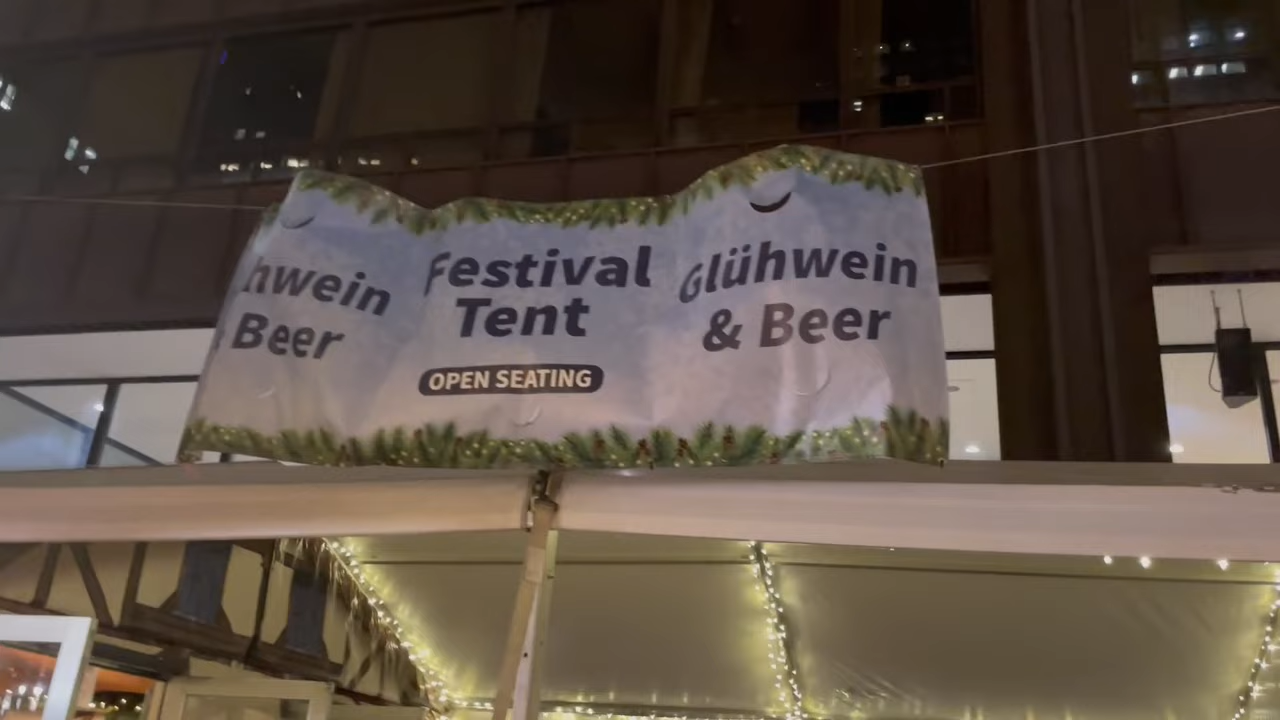 hwein
Beer
Festival
Tent
OPEN SEATING
Glühwein
& Beer